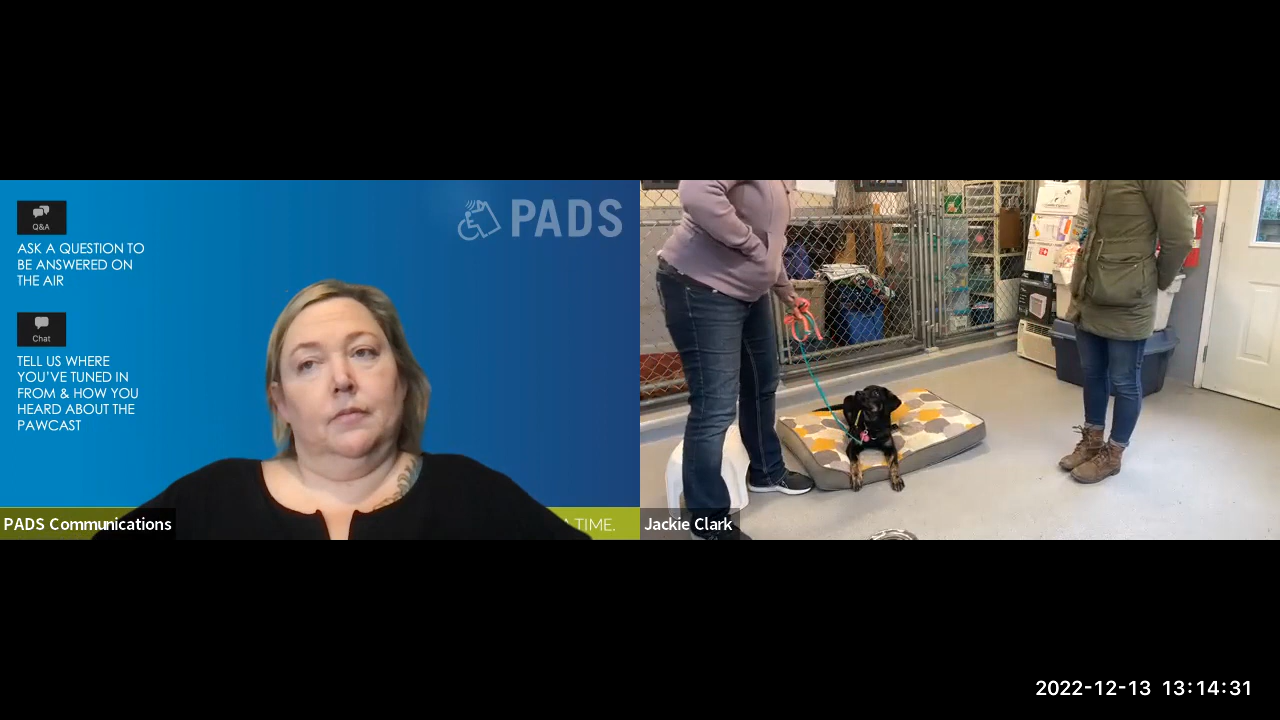 Q&A
ASK A QUESTION TO
BE ANSWERED ON
THE AIR
Chat
TELL US WHERE
YOU'VE TUNED IN
FROM & HOW YOU
HEARD ABOUT THE
PAWCAST
PADS
TIME.
PADS Communications
Jackie Clark
2022-12-13 13:14:31